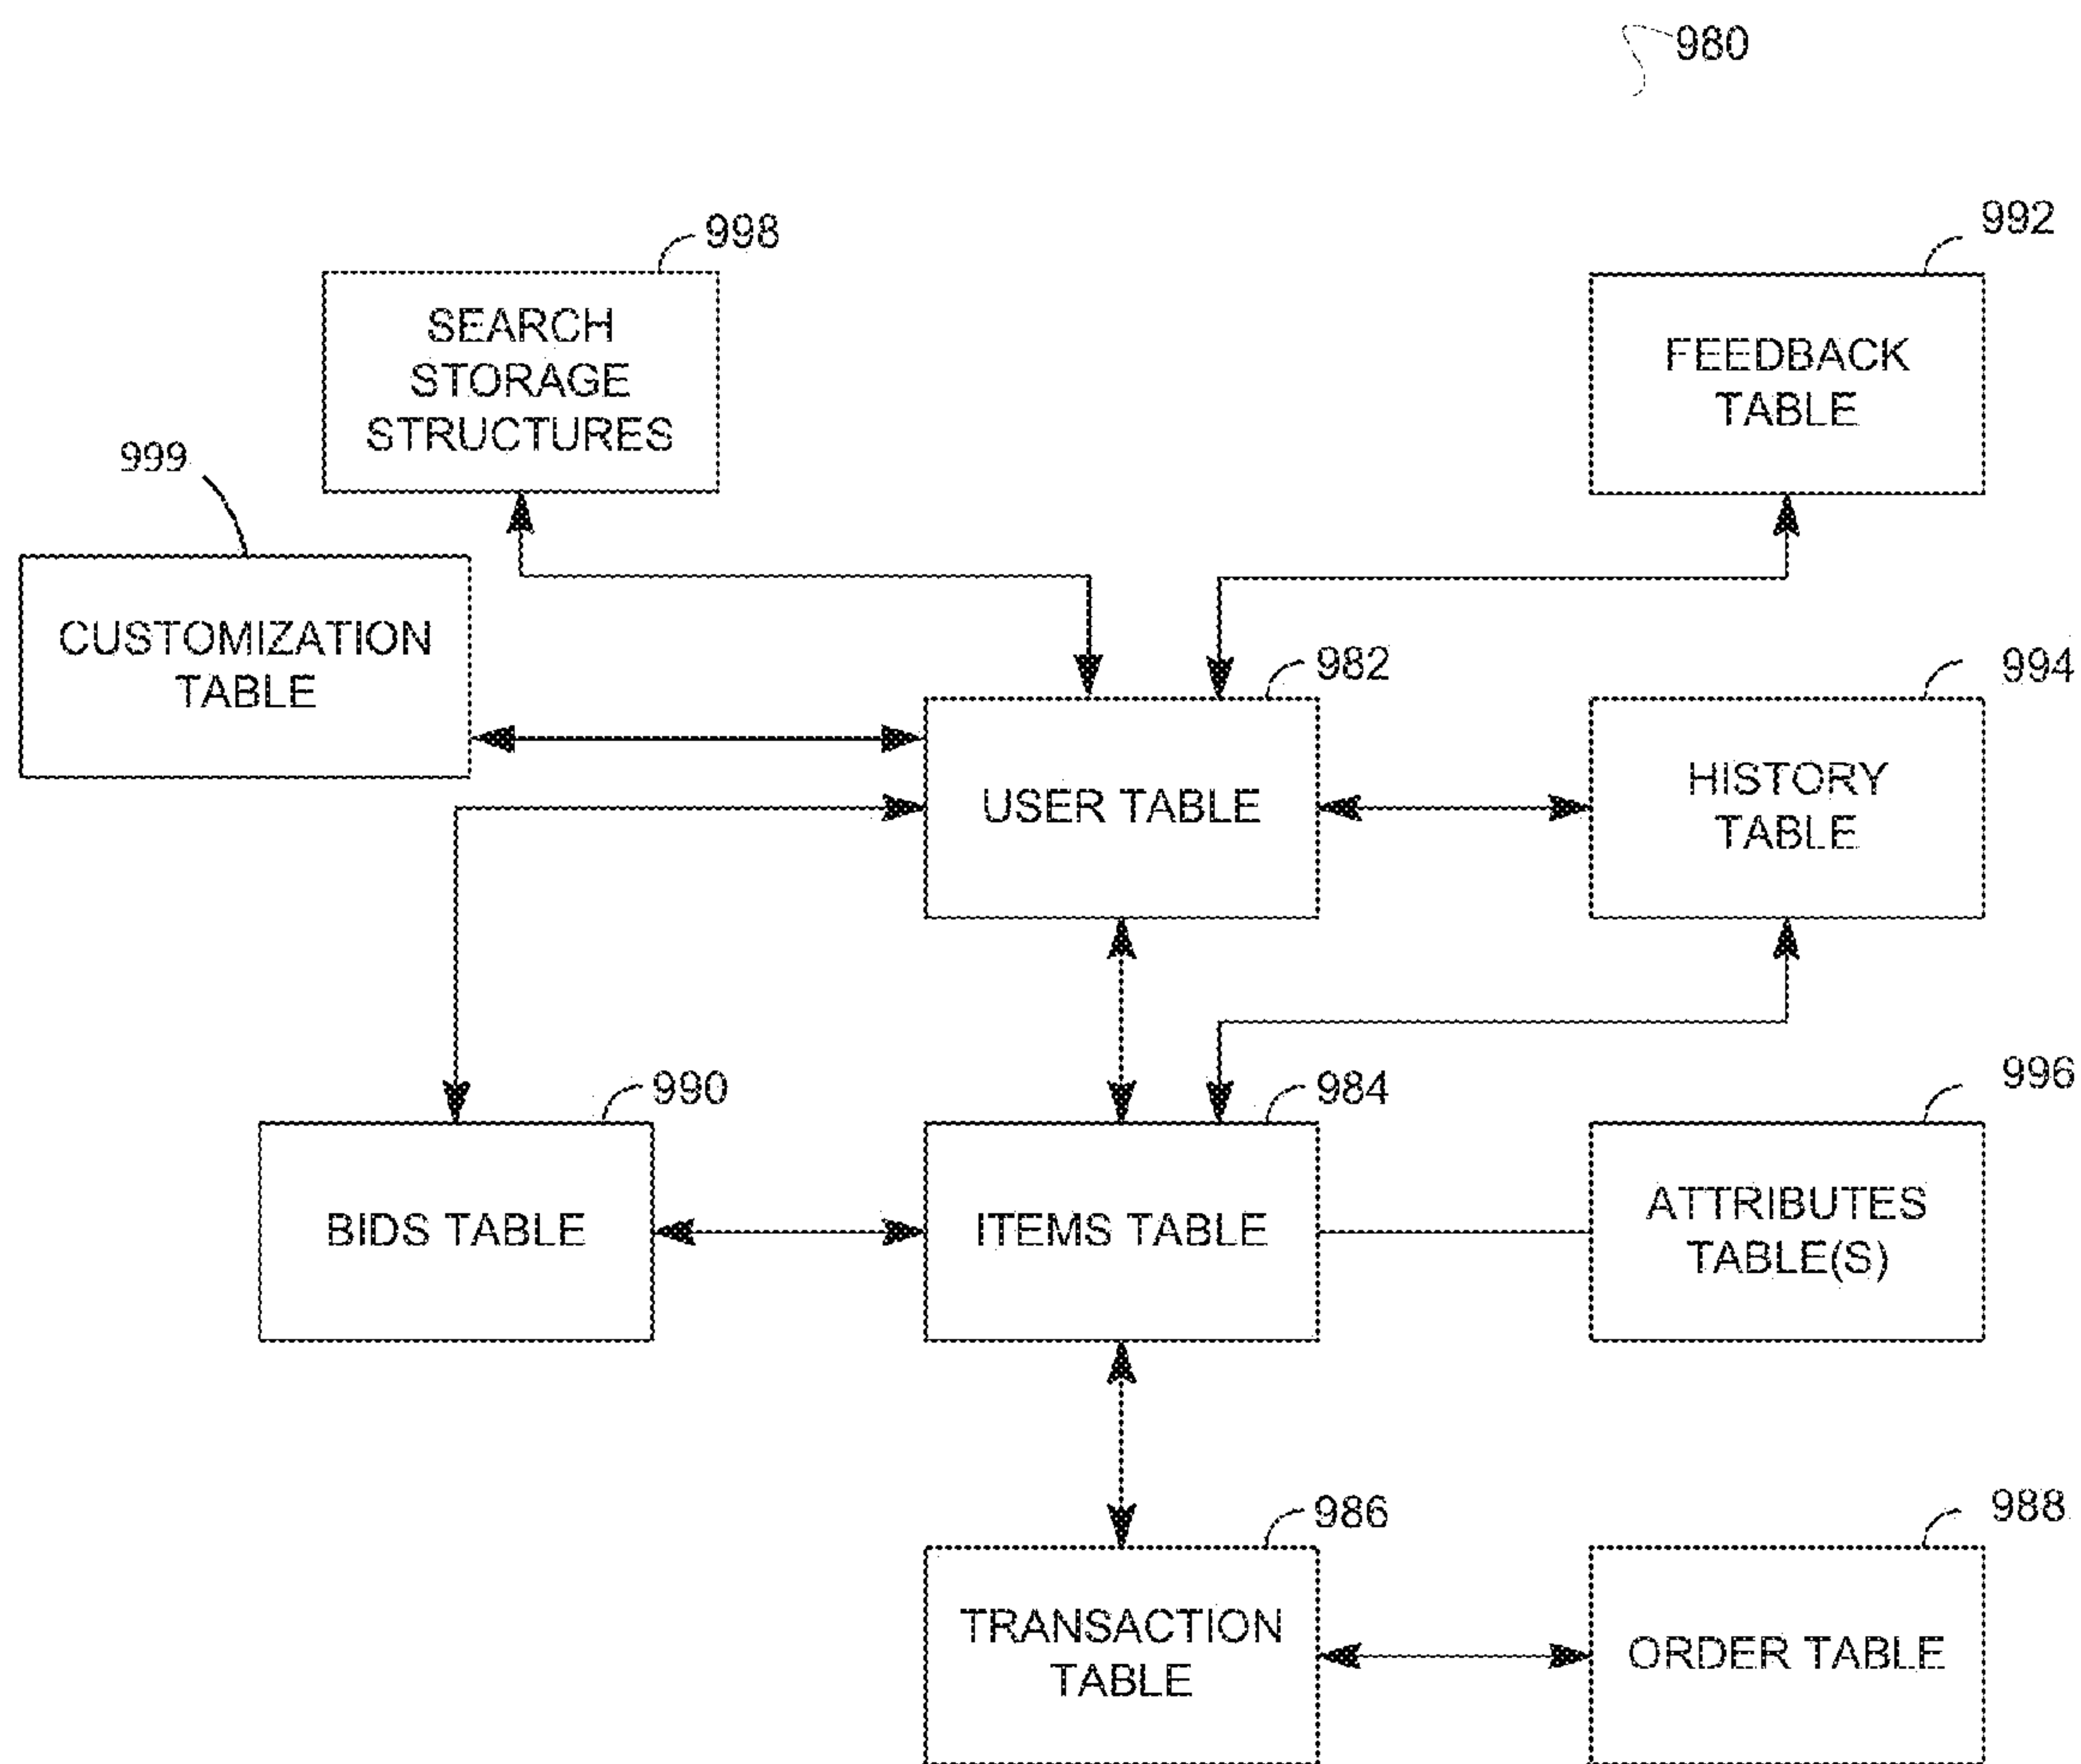 980
998
992
SEARCH
STORAGE
STRUCTURES
FEEDBACK
TABLE
999
CUSTOMIZATION
TABLE
982
994
USER TABLE
HISTORY
TABLE
990
984
996
BIDS TABLE
ITEMS TABLE
ATTRIBUTES
TABLE(S)
986
988
TRANSACTION
TABLE
ORDER TABLE